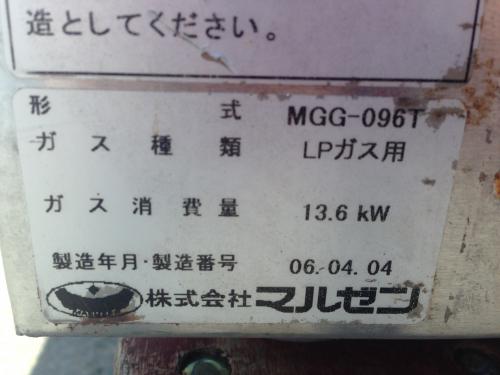 造としてください。
形式 MGG-096T
ガス種類 LPガス用
ガス消費量 13.6 kW
製造年月・製造番号 06.04.04
MARUZEN 株式会社マルゼン